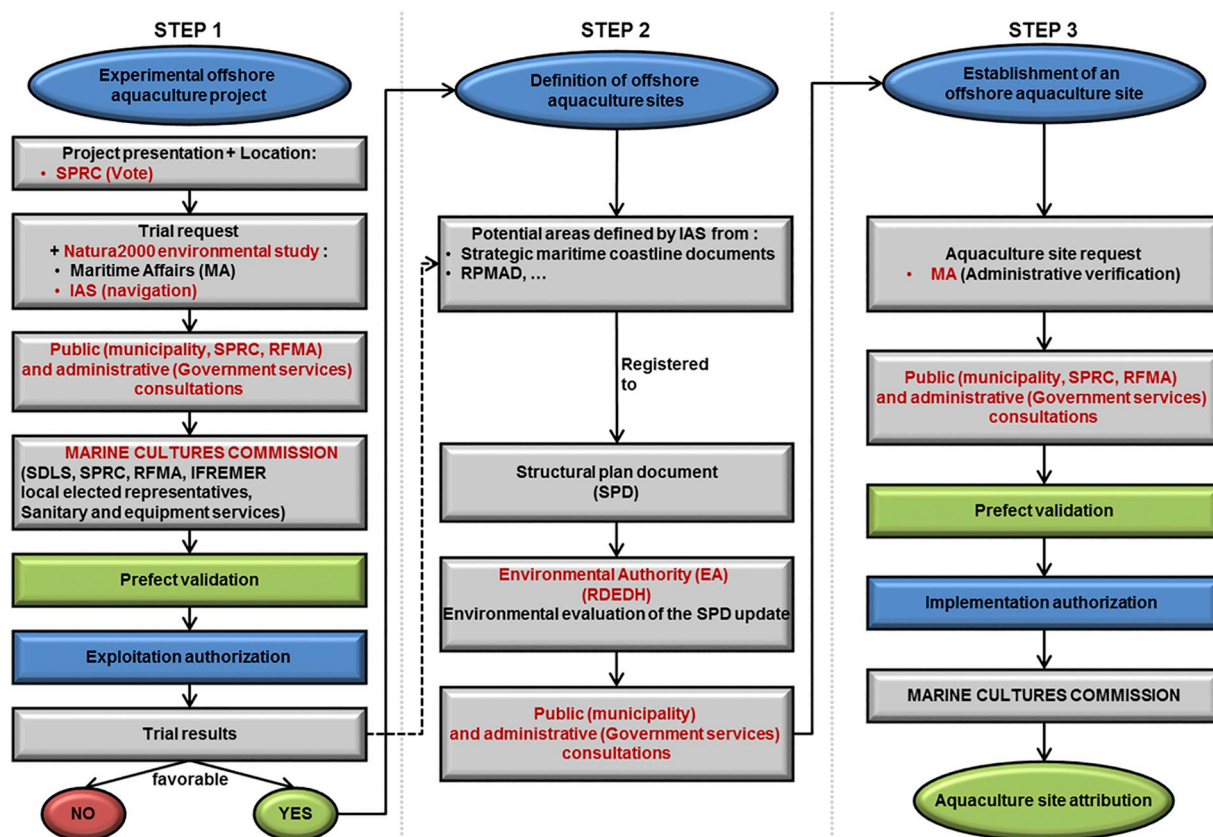 STEP 1
Experimental offshore
aquaculture project
Project presentation + Location:
• SPRC (Vote)
Trial request
+ Natura2000 environmental study :
• Maritime Affairs (MA)
• IAS (navigation)
Public (municipality, SPRC, RFMA)
and administrative (Government services)
consultations
MARINE CULTURES COMMISSION
(SDLS, SPRC, RFMA, IFREMER
local elected representatives,
Sanitary and equipment services)
Prefect validation
Exploitation authorization
Trial results
favorable
NO
YES
STEP 2
Definition of offshore
aquaculture sites
Potential areas defined by IAS from :
• Strategic maritime coastline documents
• RPMAD, ...
Registered
to
Structural plan document
(SPD)
Environmental Authority (EA)
(RDEDH)
Environmental evaluation of the SPD update
Public (municipality)
and administrative (Government services)
consultations
STEP 3
Establishment of an
offshore aquaculture site
Aquaculture site request
• MA (Administrative verification)
Public (municipality, SPRC, RFMA)
and administrative (Government services)
consultations
Prefect validation
Implementation authorization
MARINE CULTURES COMMISSION
Aquaculture site attribution